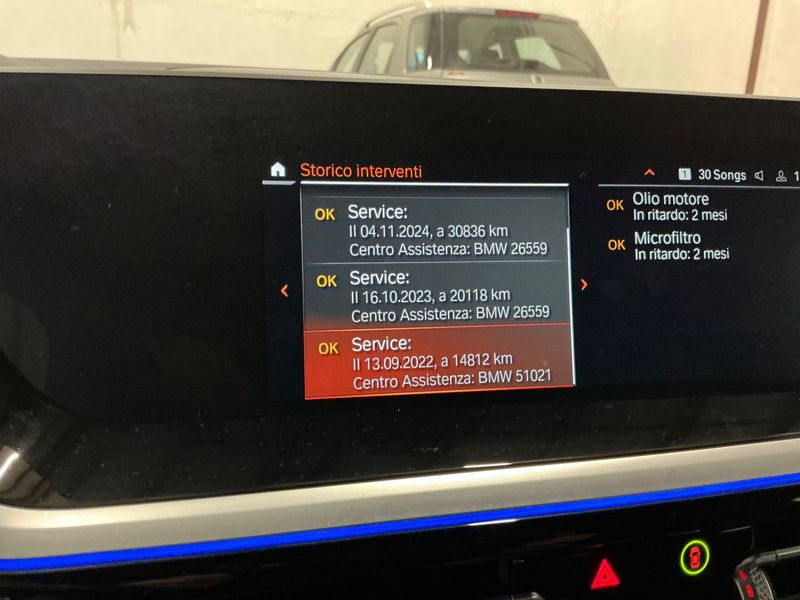 Storico interventi
1 30 Songs 1
OK Service:
Il 04.11.2024, a 30836 km
Centro Assistenza: BMW 26559
OK Service:
Il 16.10.2023, a 20118 km
Centro Assistenza: BMW 26559
OK Service:
Il 13.09.2022, a 14812 km
Centro Assistenza: BMW 51021
OK Olio motore
In ritardo: 2 mesi
OK Microfiltro
In ritardo: 2 mesi